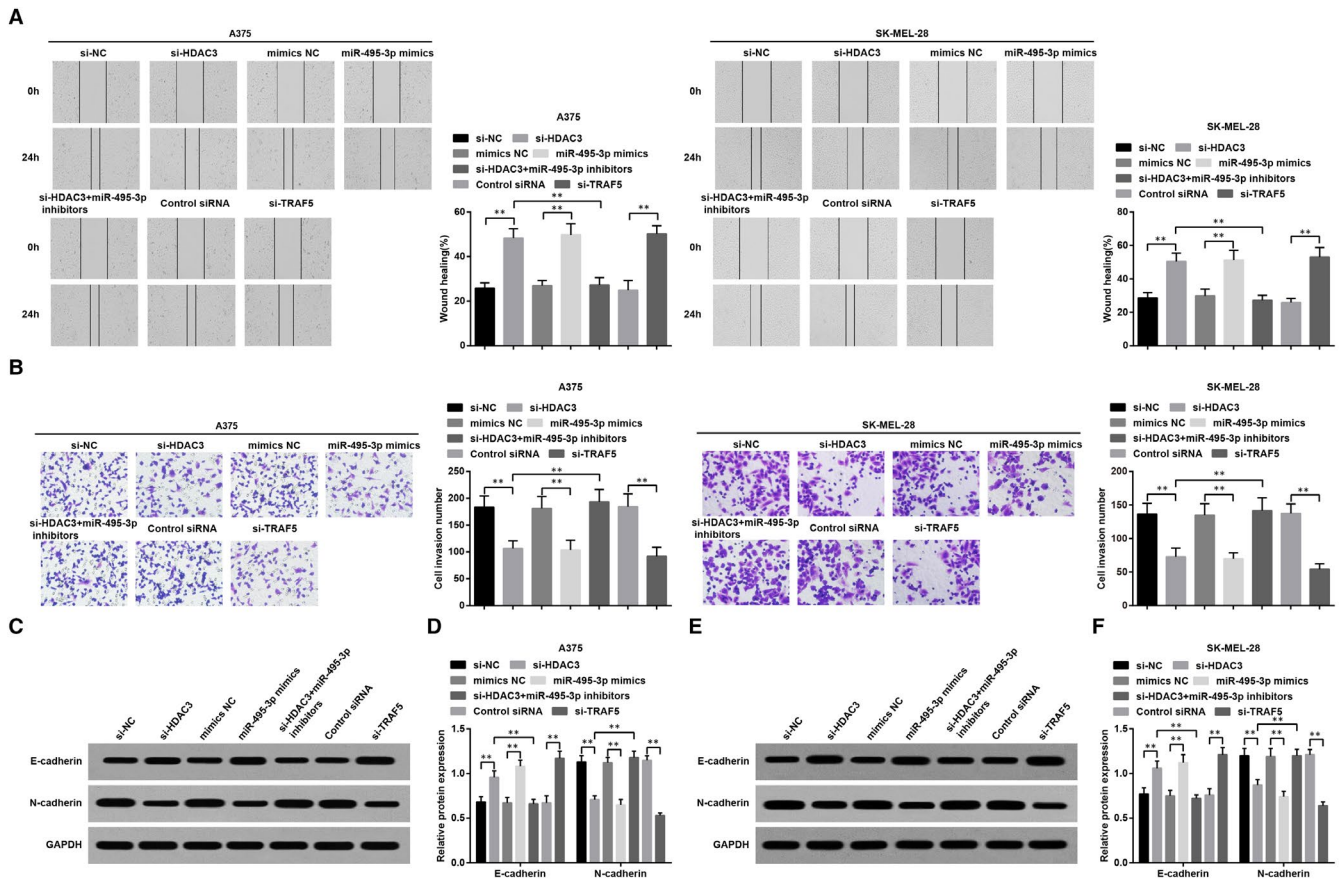 A
A375
si-NC si-HDAC3 mimics NC miR-495-3p mimics
0h
24h
si-HDAC3+miR-495-3p
inhibitors Control siRNA si-TRAF5
0h
24h
A375
si-NC si-HDAC3
mimics NC miR-495-3p mimics
si-HDAC3+miR-495-3p inhibitors
Control siRNA si-TRAF5
Wound healing(%)
60
40
20
0
** ** ** **
SK-MEL-28
si-NC si-HDAC3 mimics NC miR-495-3p mimics
0h
24h
si-HDAC3+miR-495-3p
inhibitors Control siRNA si-TRAF5
0h
24h
SK-MEL-28
si-NC si-HDAC3
mimics NC miR-495-3p mimics
si-HDAC3+miR-495-3p inhibitors
Control siRNA si-TRAF5
Wound healing(%)
80
60
40
20
0
** ** ** **
B
A375
si-NC si-HDAC3 mimics NC miR-495-3p mimics
si-HDAC3+miR-495-3p
inhibitors Control siRNA si-TRAF5
A375
si-NC si-HDAC3
mimics NC miR-495-3p mimics
si-HDAC3+miR-495-3p inhibitors
Control siRNA si-TRAF5
Cell invasion number
250
200
150
100
50
0
** ** ** **
SK-MEL-28
si-NC si-HDAC3 mimics NC miR-495-3p mimics
si-HDAC3+miR-495-3p
inhibitors Control siRNA si-TRAF5
SK-MEL-28
si-NC si-HDAC3
mimics NC miR-495-3p mimics
si-HDAC3+miR-495-3p inhibitors
Control siRNA si-TRAF5
Cell invasion number
200
150
100
50
0
** ** ** **
C
si-NC
si-HDAC3
mimics NC
miR-495-3p mimics
si-HDAC3+miR-495-3p
inhibitors
Control siRNA
si-TRAF5
E-cadherin
N-cadherin
GAPDH
D
A375
si-NC si-HDAC3
mimics NC miR-495-3p mimics
si-HDAC3+miR-495-3p inhibitors
Control siRNA si-TRAF5
Relative protein expression
1.5
1.0
0.5
0.0
** ** ** ** ** ** ** **
E-cadherin N-cadherin
E
si-NC
si-HDAC3
mimics NC
miR-495-3p mimics
si-HDAC3+miR-495-3p
inhibitors
Control siRNA
si-TRAF5
E-cadherin
N-cadherin
GAPDH
F
SK-MEL-28
si-NC si-HDAC3
mimics NC miR-495-3p mimics
si-HDAC3+miR-495-3p inhibitors
Control siRNA si-TRAF5
Relative protein expression
1.5
1.0
0.5
0.0
** ** ** ** ** ** ** **
E-cadherin N-cadherin